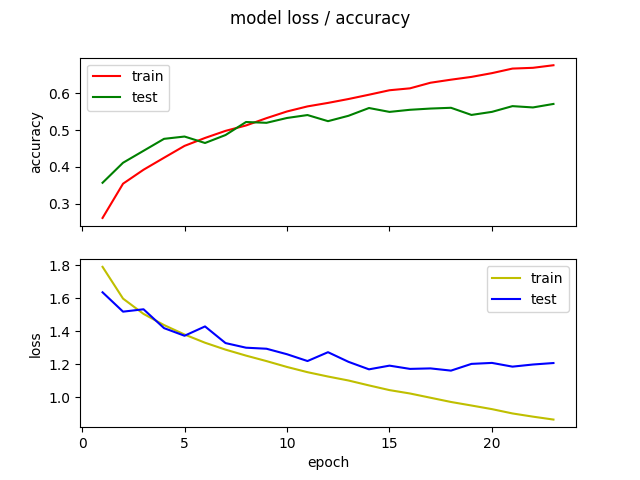 model loss / accuracy
train
test
accuracy
0.6
0.5
0.4
0.3
train
test
loss
1.8
1.6
1.4
1.2
1.0
0 5 10 15 20
epoch